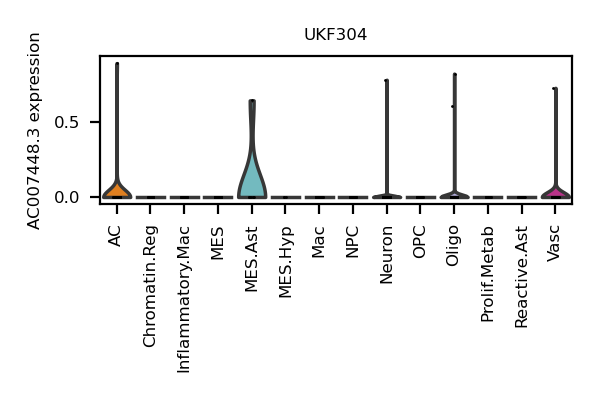 UKF304
AC007448.3 expression
0.5
0.0
AC
Chromatin.Reg
Inflammatory.Mac
MES
MES.Ast
MES.Hyp
Mac
NPC
Neuron
OPC
Oligo
Prolif.Metab
Reactive.Ast
Vasc